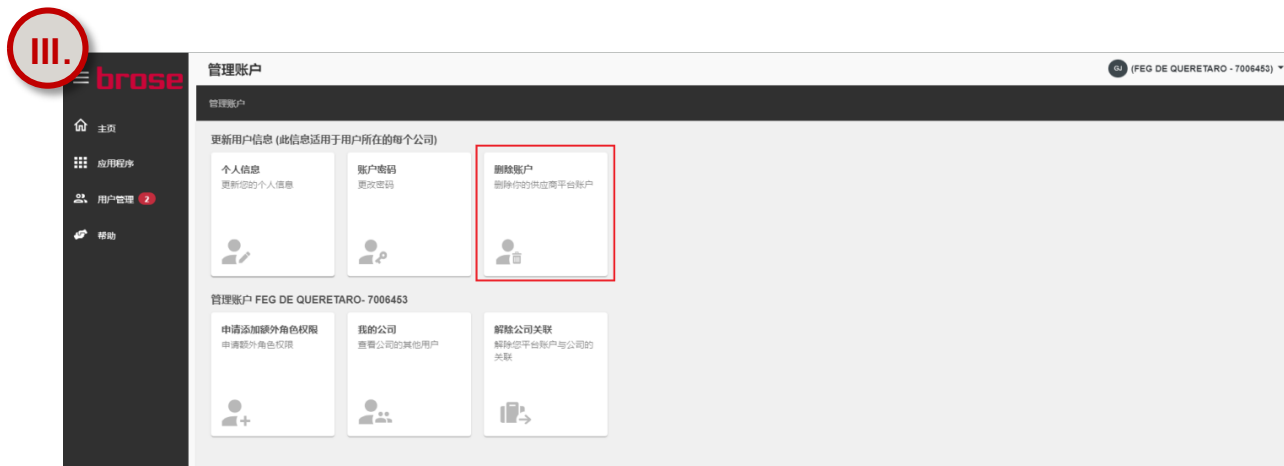 III.
brose
管理账户
GJ (FEG DE QUERETARO - 7006453)
管理账户
主页
应用程序
用户管理 2
帮助
更新用户信息 (此信息适用于用户所在的每个公司)
个人信息
更新您的个人信息
账户密码
更改密码
删除账户
删除你的供应商平台账户
管理账户 FEG DE QUERETARO- 7006453
申请添加额外角色权限
申请额外角色权限
我的公司
查看公司的其他用户
解除公司关联
解除您平台账户与公司的
关联